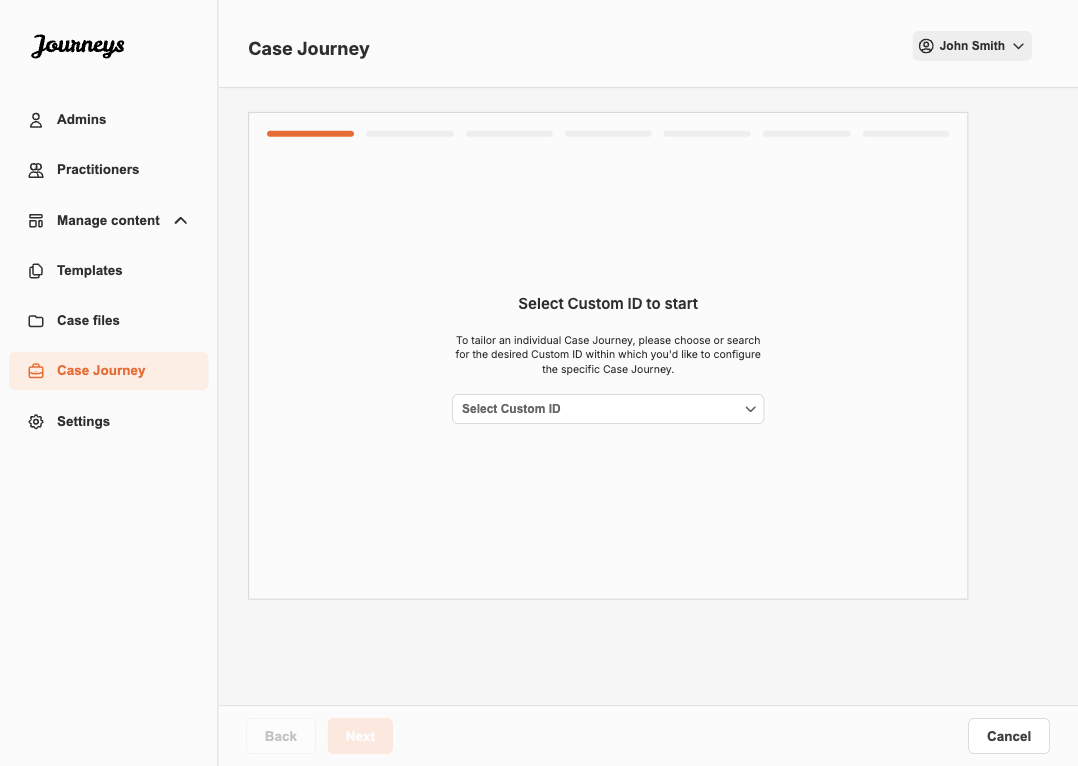 Journeys
Case Journey
John Smith
Admins
Practitioners
Manage content
Templates
Case files
Case Journey
Settings
Select Custom ID to start
To tailor an individual Case Journey, please choose or search
for the desired Custom ID within which you'd like to configure
the specific Case Journey.
Select Custom ID
Back
Next
Cancel